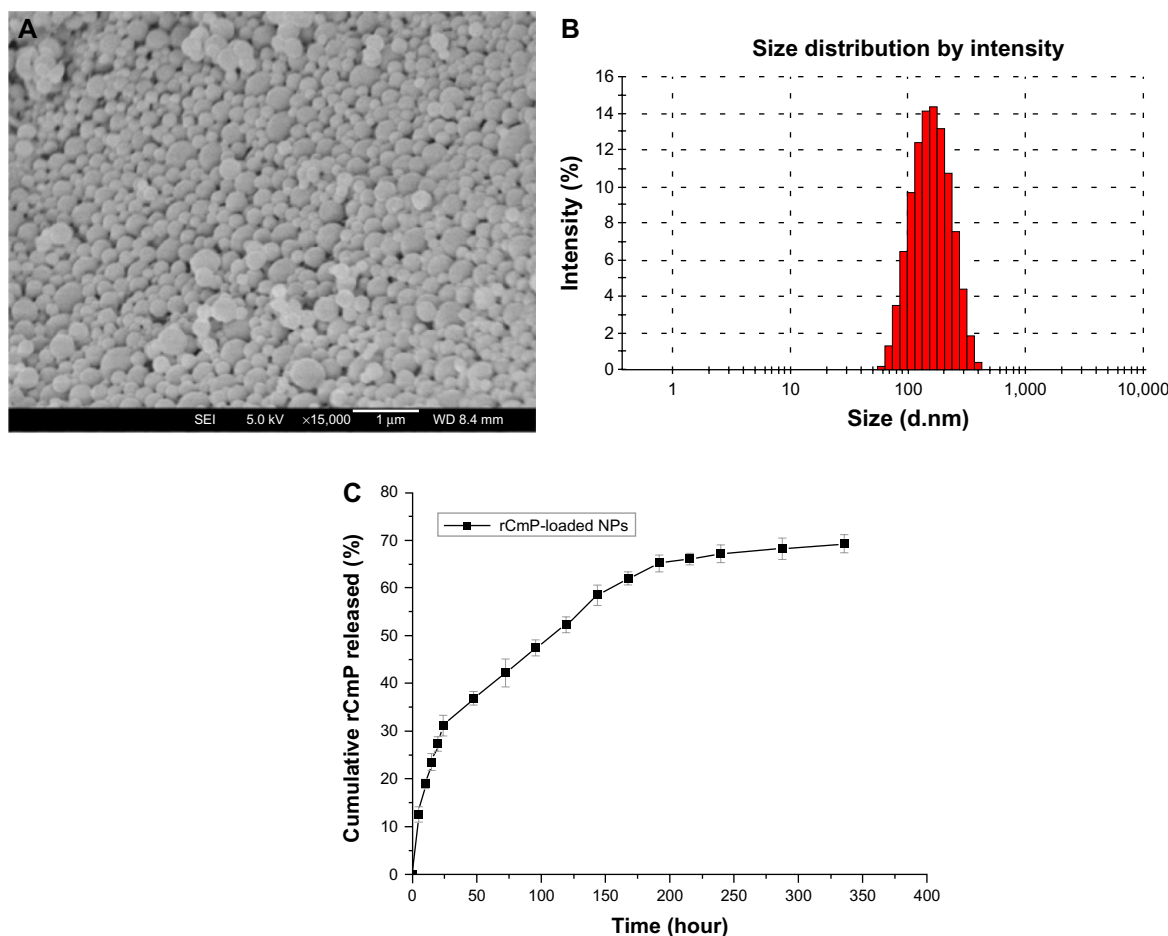 A
SEI 5.0 kV ×15,000 1 µm WD 8.4 mm
B
Size distribution by intensity
Intensity (%)
16
14
12
10
8
6
4
2
0
1 10 100 1,000 10,000
Size (d.nm)
C
Cumulative rCmP released (%)
80
70
60
50
40
30
20
10
0
rCmP-loaded NPs
0 50 100 150 200 250 300 350 400
Time (hour)